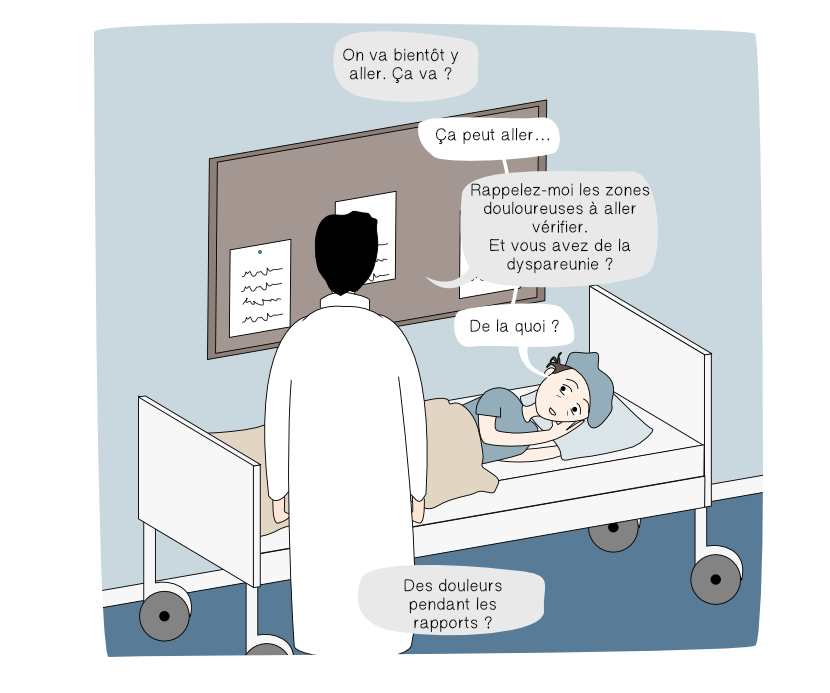 On va bientôt y
aller. Ça va ?
Ça peut aller...
Rappelez-moi les zones
douloureuses à aller
vérifier.
Et vous avez de la
dyspareunie ?
De la quoi ?
Des douleurs
pendant les
rapports ?